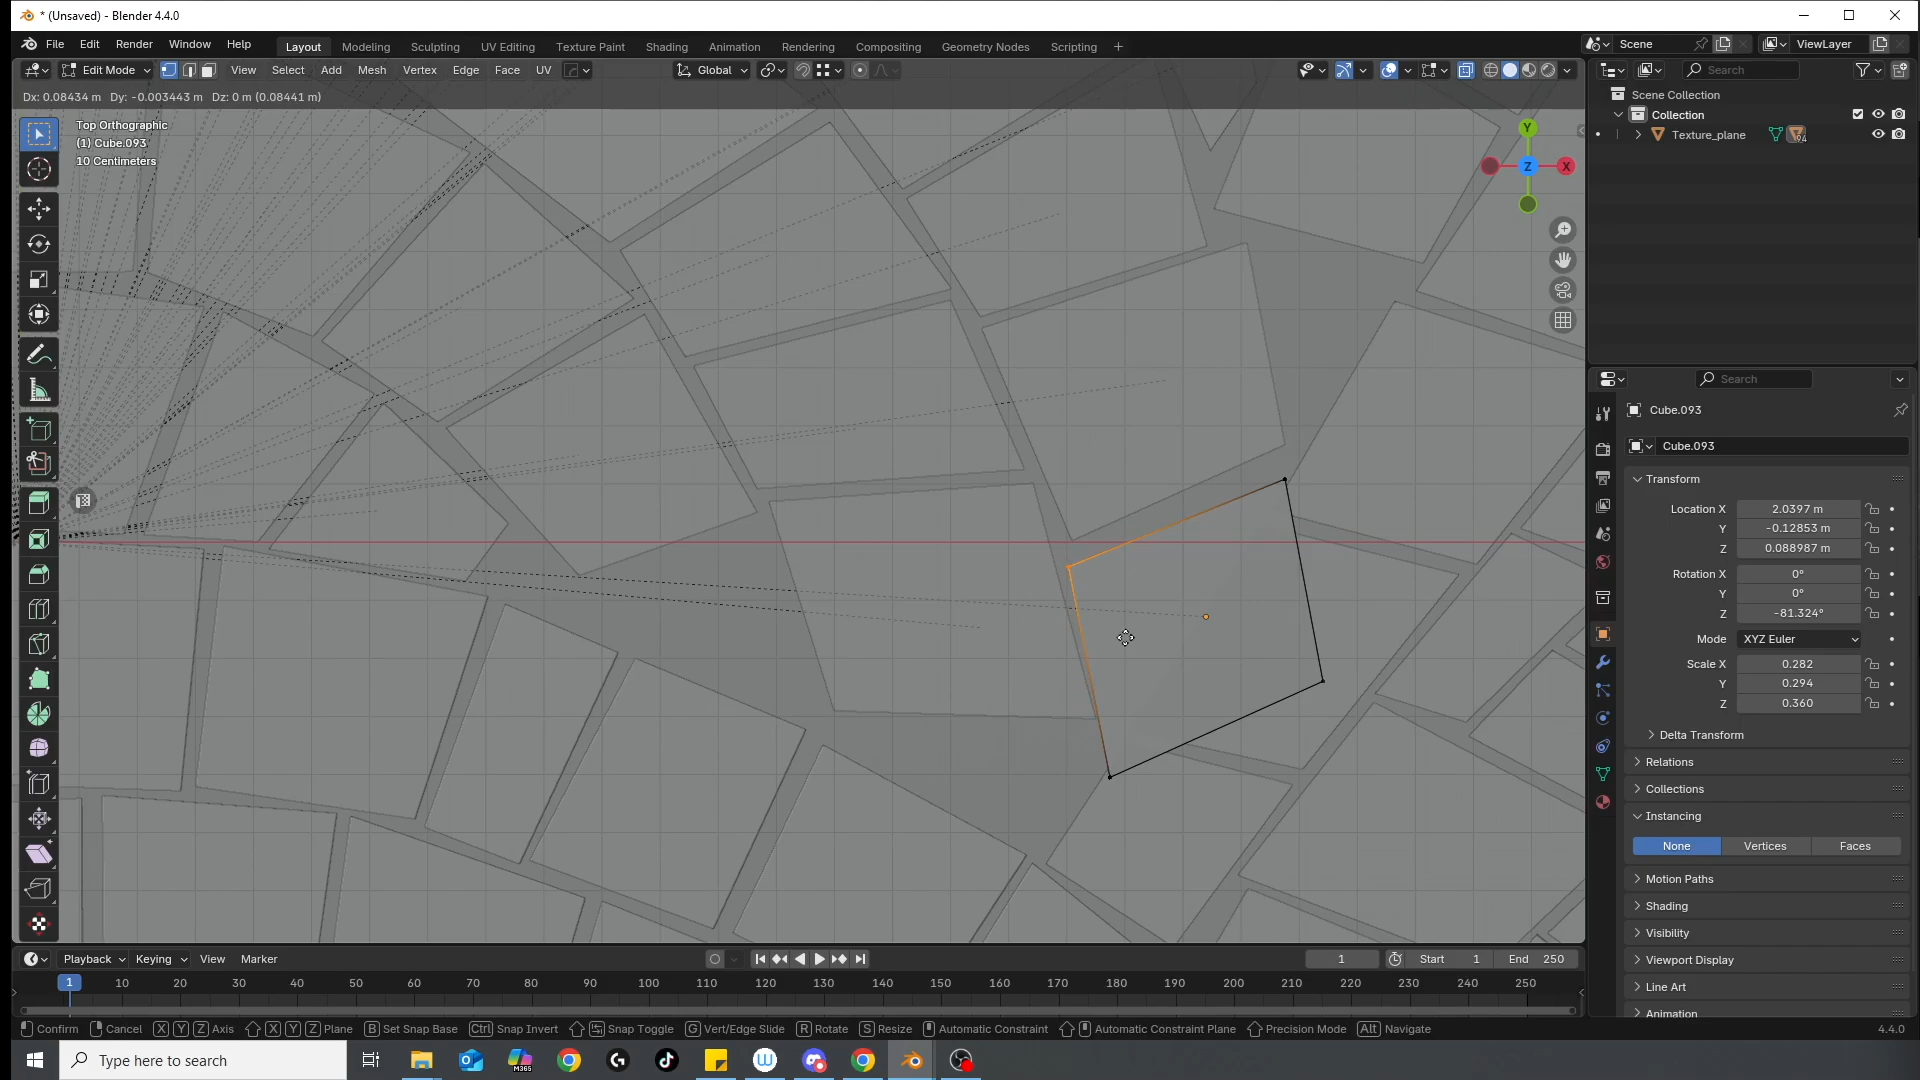 * (Unsaved) - Blender 4.4.0
File Edit Render Window Help
Layout Modeling Sculpting UV Editing Texture Paint Shading Animation Rendering Compositing Geometry Nodes Scripting +
Scene
ViewLayer
Edit Mode
View Select Add Mesh Vertex Edge Face UV
Global
Search
Dx: 0.08434 m Dy: -0.003443 m Dz: 0 m (0.08441 m)
Top Orthographic
(1) Cube.093
10 Centimeters
Y
Z
X
Scene Collection
Collection
Texture_plane
94
Search
Cube.093
Cube.093
Transform
Location X 2.0397 m
Y -0.12853 m
Z 0.088987 m
Rotation X 0°
Y 0°
Z -81.324°
Mode XYZ Euler
Scale X 0.282
Y 0.294
Z 0.360
Delta Transform
Relations
Collections
Instancing
None Vertices Faces
Motion Paths
Shading
Visibility
Viewport Display
Line Art
Animation
Playback Keying View Marker
1
Start 1
End 250
1 10 20 30 40 50 60 70 80 90 100 110 120 130 140 150 160 170 180 190 200 210 220 230 240 250
Confirm Cancel X Y Z Axis X Y Z Plane B Set Snap Base Ctrl Snap Invert Snap Toggle G Vert/Edge Slide R Rotate S Resize Automatic Constraint Automatic Constraint Plane Precision Mode Alt Navigate
4.4.0
Type here to search
M365